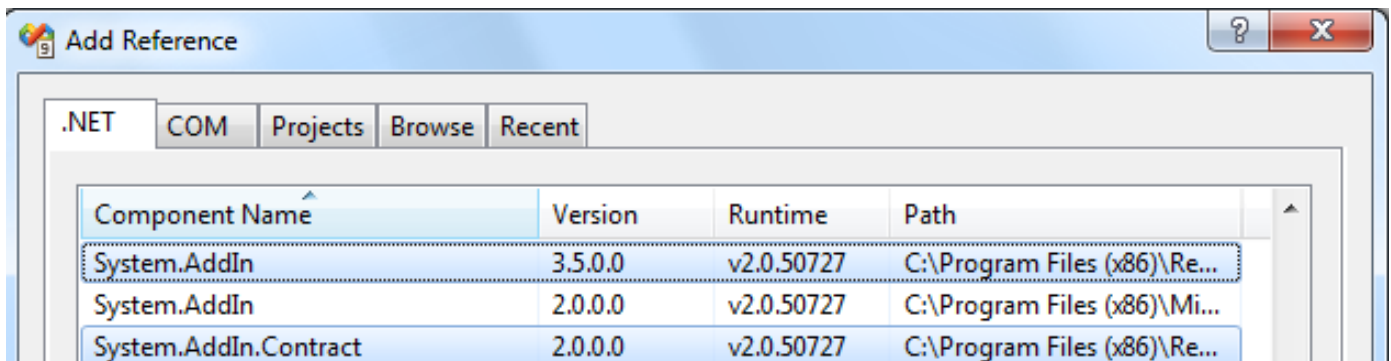 Add Reference
.NET COM Projects Browse Recent
Component Name Version Runtime Path
System.AddIn 3.5.0.0 v2.0.50727 C:\Program Files (x86)\Re...
System.AddIn 2.0.0.0 v2.0.50727 C:\Program Files (x86)\Mi...
System.AddIn.Contract 2.0.0.0 v2.0.50727 C:\Program Files (x86)\Re...